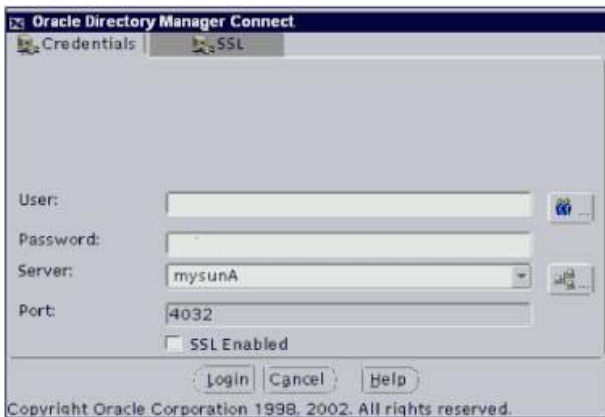 Oracle Directory Manager Connect
Credentials SSL
User:
...
Password:
Server: mysunA
...
Port: 4032
SSL Enabled
Login Cancel Help
Copyright Oracle Corporation 1998, 2002. All rights reserved.